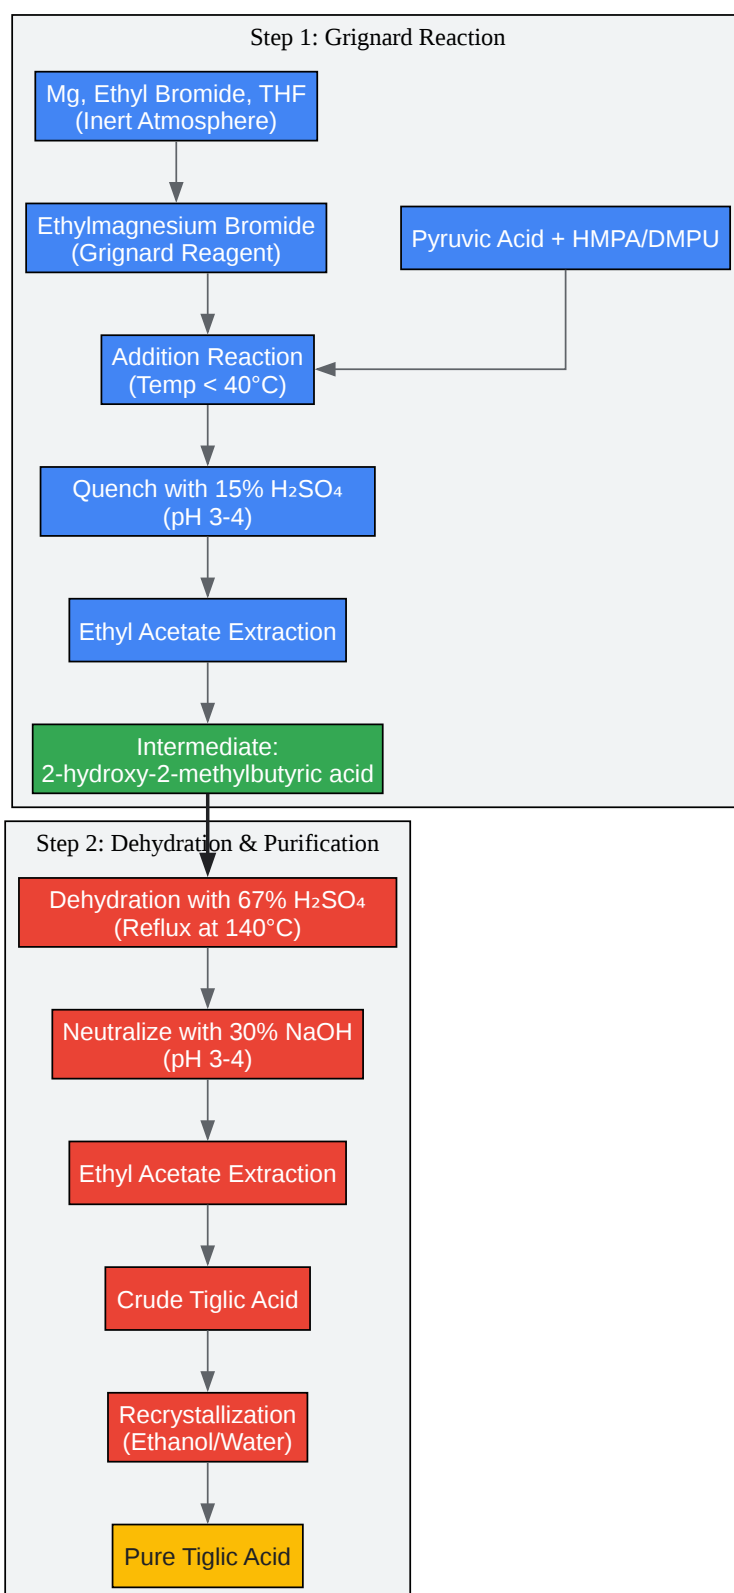 Step 1: Grignard Reaction
Mg, Ethyl Bromide, THF
(Inert Atmosphere)
Ethylmagnesium Bromide
(Grignard Reagent)
Pyruvic Acid + HMPA/DMPU
Addition Reaction
(Temp < 40°C)
Quench with 15% H₂SO₄
(pH 3-4)
Ethyl Acetate Extraction
Intermediate:
2-hydroxy-2-methylbutyric acid
Step 2: Dehydration & Purification
Dehydration with 67% H₂SO₄
(Reflux at 140°C)
Neutralize with 30% NaOH
(pH 3-4)
Ethyl Acetate Extraction
Crude Tiglic Acid
Recrystallization
(Ethanol/Water)
Pure Tiglic Acid